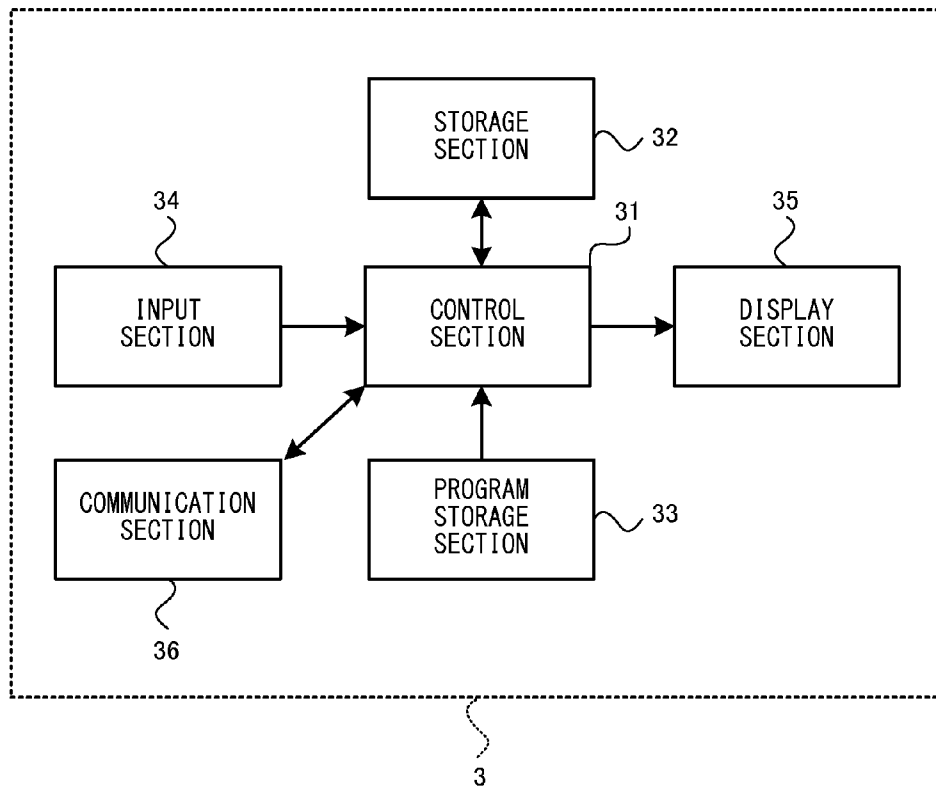 STORAGE
SECTION
32
34
31
35
INPUT
SECTION
CONTROL
SECTION
DISPLAY
SECTION
COMMUNICATION
SECTION
PROGRAM
STORAGE
SECTION
33
36
3